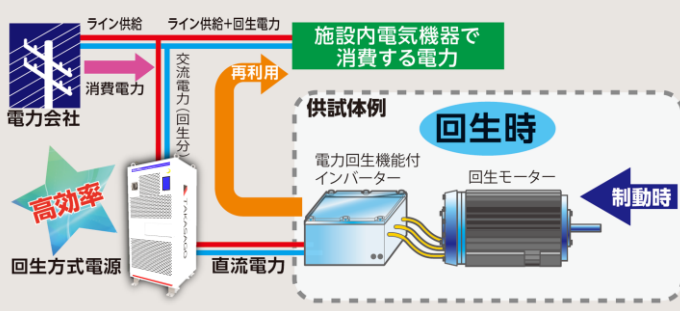 ライン供給
ライン供給+回生電力
施設内電気機器で
消費する電力
消費電力
電力会社
交流電力(回生分)
再利用
供試体例
回生時
電力回生機能付
インバーター
回生モーター
制動時
高効率
TAKASAGO
回生方式電源
直流電力